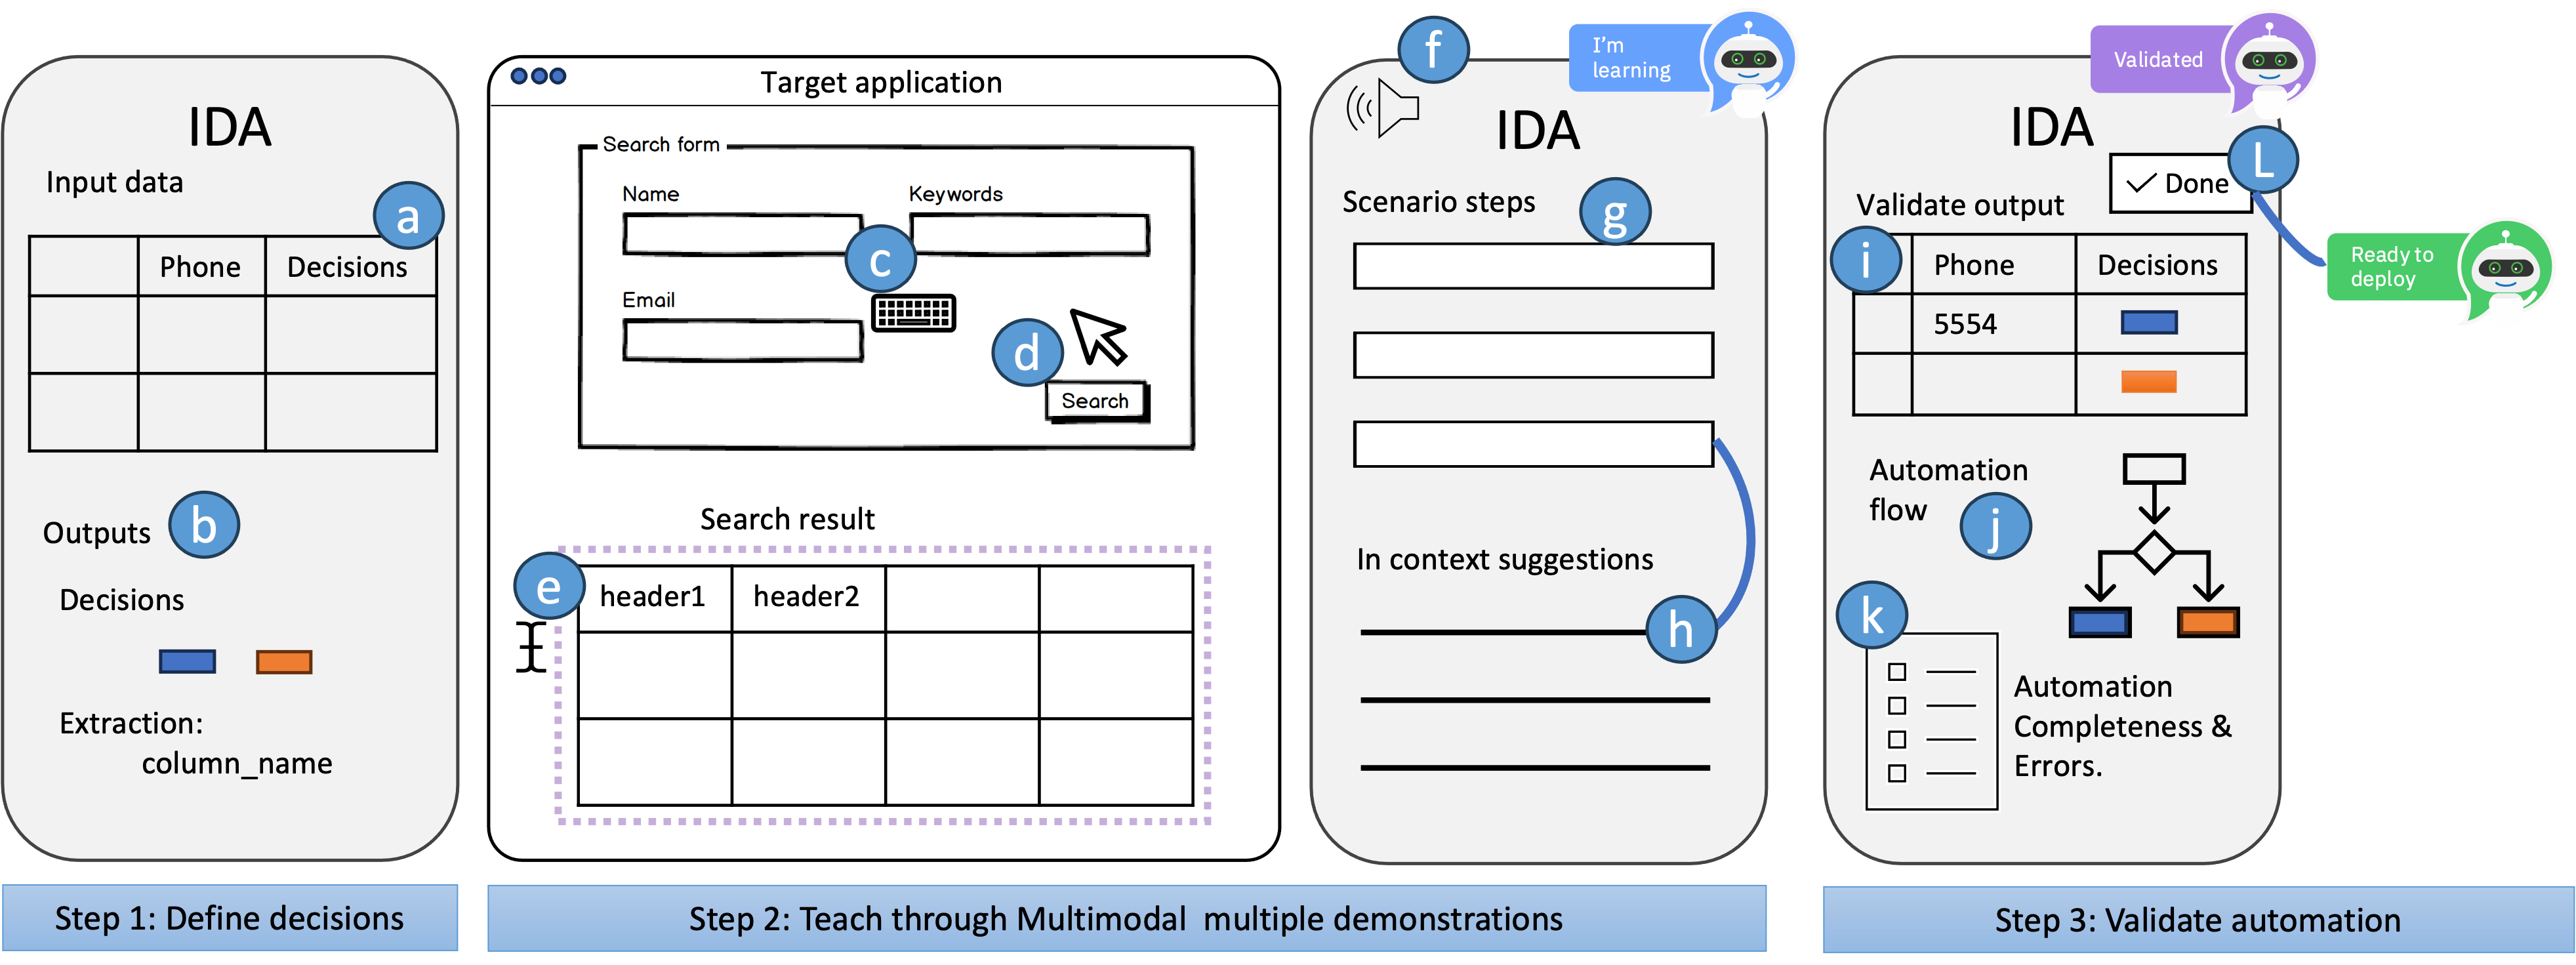 IDA
Input data
a
Phone Decisions
Outputs b
Decisions
Extraction:
column_name
Step 1: Define decisions
Target application
Search form
Name Keywords
c
Email
d
Search
Search result
e
header1 header2
f
I'm
learning
IDA
Scenario steps g
In context suggestions
h
Step 2: Teach through Multimodal multiple demonstrations
Validated
IDA
L
Done
Validate output
i
Phone Decisions
5554
Ready to
deploy
Automation
flow
j
k
Automation
Completeness &
Errors.
Step 3: Validate automation